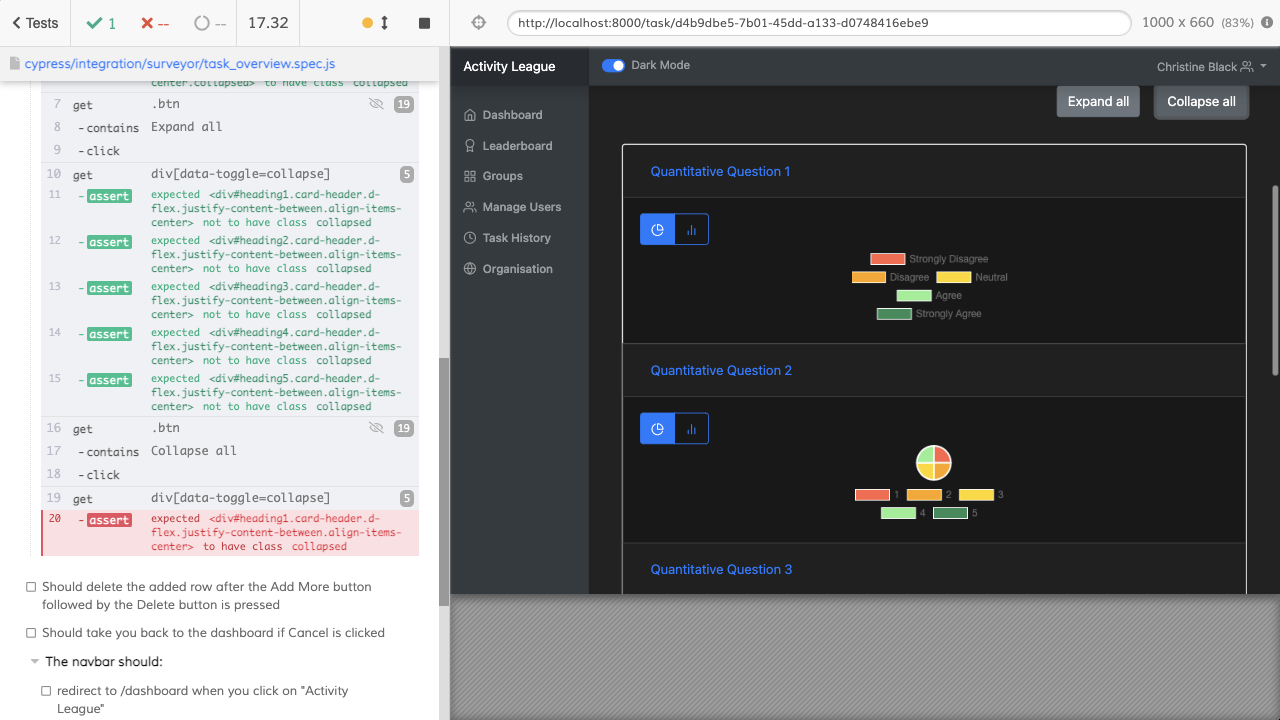 Tests
1
--
--
17.32
http://localhost:8000/task/d4b9dbe5-7b01-45dd-a133-d0748416ebe9
1000 x 660 (83%)
cypress/integration/surveyor/task_overview.spec.js
center.collapsed> to have class collapsed
7 get .btn 19
8 -contains Expand all
9 -click
10 get div[data-toggle=collapse] 5
11 -assert expected <div#heading1.card-header.d-
flex.justify-content-between.align-items-
center> not to have class collapsed
12 -assert expected <div#heading2.card-header.d-
flex.justify-content-between.align-items-
center> not to have class collapsed
13 -assert expected <div#heading3.card-header.d-
flex.justify-content-between.align-items-
center> not to have class collapsed
14 -assert expected <div#heading4.card-header.d-
flex.justify-content-between.align-items-
center> not to have class collapsed
15 -assert expected <div#heading5.card-header.d-
flex.justify-content-between.align-items-
center> not to have class collapsed
16 get .btn 19
17 -contains Collapse all
18 -click
19 get div[data-toggle=collapse] 5
20 -assert expected <div#heading1.card-header.d-
flex.justify-content-between.align-items-
center> to have class collapsed
Should delete the added row after the Add More button
followed by the Delete button is pressed
Should take you back to the dashboard if Cancel is clicked
The navbar should:
redirect to /dashboard when you click on "Activity
League"
Activity League
Dark Mode
Christine Black
Dashboard
Leaderboard
Groups
Manage Users
Task History
Organisation
Expand all
Collapse all
Quantitative Question 1
Strongly Disagree
Disagree Neutral
Agree
Strongly Agree
Quantitative Question 2
1 2 3
4 5
Quantitative Question 3